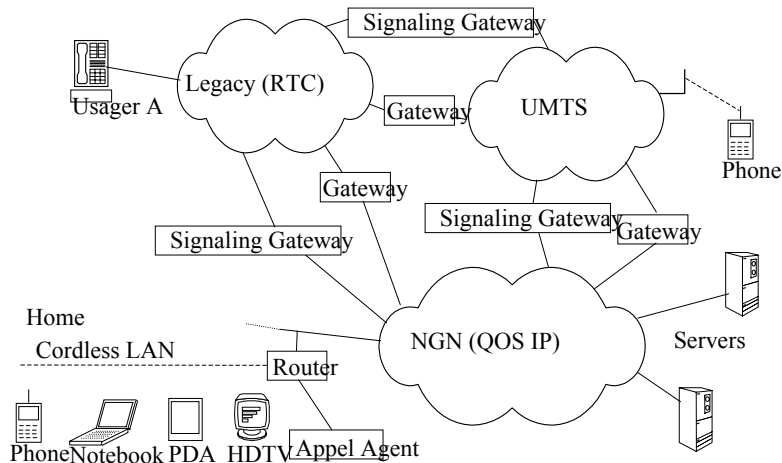 Signaling Gateway
Legacy (RTC)
Usager A
Gateway
UMTS
Phone
Gateway
Signaling Gateway
Signaling Gateway
Gateway
Home
Cordless LAN
Router
NGN (QOS IP)
Servers
Phone
Notebook
PDA
HDTV
Appel Agent